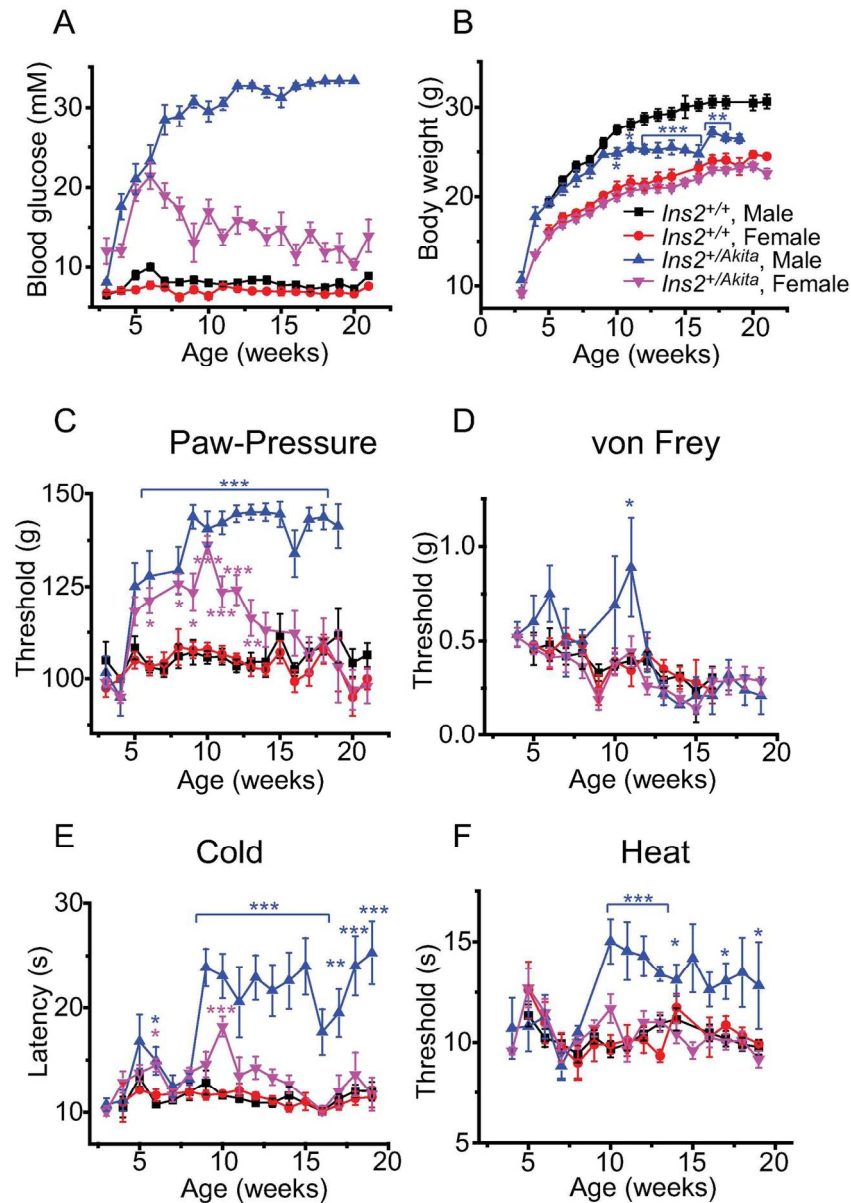 A
B
Blood glucose (mM)
30
20
10
5 10 15 20
Age (weeks)
Body weight (g)
30
20
10
0 5 10 15 20
Age (weeks)
* *** **
*
Ins2+/+, Male
Ins2+/+, Female
Ins2+/Akita, Male
Ins2+/Akita, Female
C
Paw-Pressure
Threshold (g)
150
125
100
5 10 15 20
Age (weeks)
***
*** ***
* * * *** **
D
von Frey
Threshold (g)
1.0
0.5
0.0
5 10 15 20
Age (weeks)
*
E
Cold
Latency (s)
30
20
10
5 10 15 20
Age (weeks)
*** ***
*** **
*
* ***
F
Heat
Threshold (s)
15
10
5
5 10 15 20
Age (weeks)
***
* * *